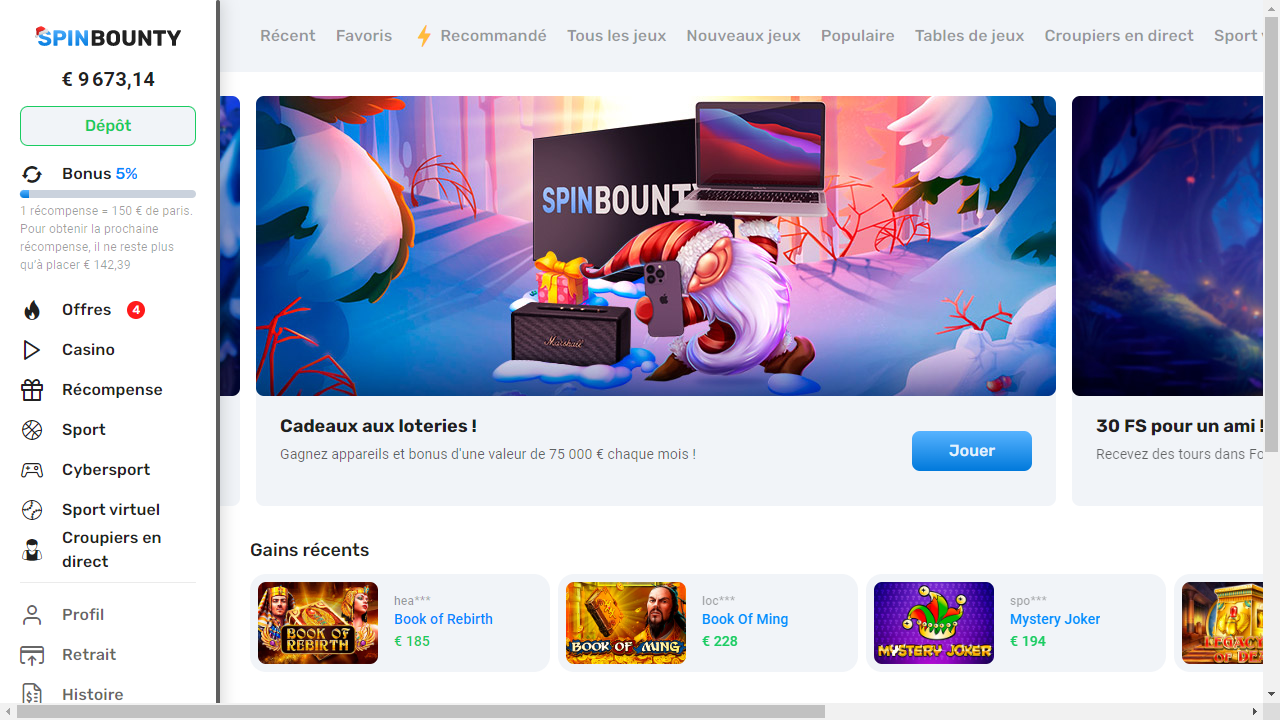 SPINBOUNTY
€ 9 673,14
Dépôt
Bonus 5%
1 récompense = 150 € de paris.
Pour obtenir la prochaine
récompense, il ne reste plus
qu'à placer € 142,39
Offres 4
Casino
Récompense
Sport
Cybersport
Sport virtuel
Croupiers en
direct
Profil
Retrait
Histoire
Récent Favoris Recommandé Tous les jeux Nouveaux jeux Populaire Tables de jeux Croupiers en direct Sport
SPINBOUNTY
Marshall
Cadeaux aux loteries !
Gagnez appareils et bonus d'une valeur de 75 000 € chaque mois !
Jouer
30 FS pour un ami !
Recevez des tours dans
Gains récents
BOOK OF
REBIRTH
hea***
Book of Rebirth
€ 185
BOOK OF MING
loc***
Book Of Ming
€ 228
MYSTERY JOKER
spo***
Mystery Joker
€ 194